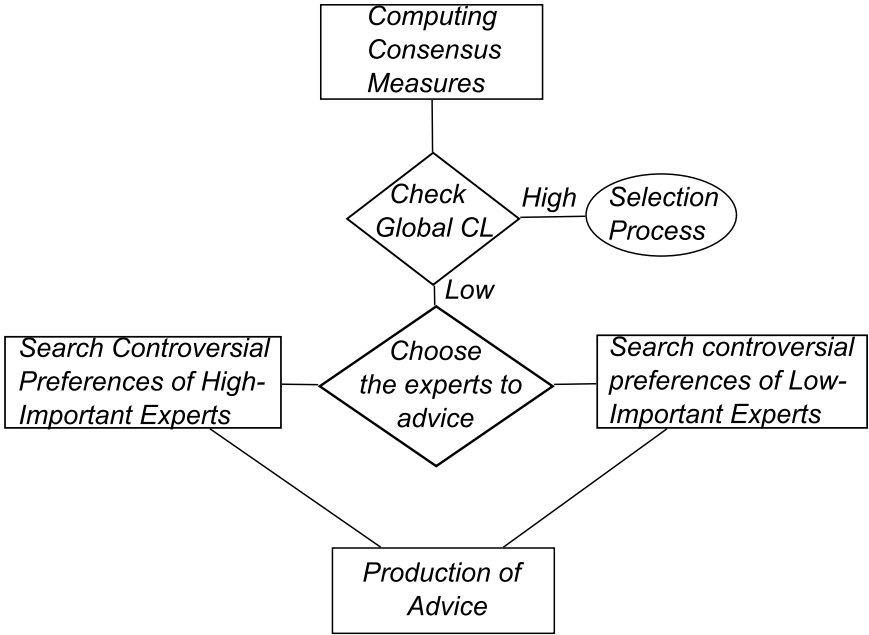 Computing
Consensus
Measures
Check
Global CL
High
Selection
Process
Low
Search Controversial
Preferences of High-
Important Experts
Choose
the experts to
advice
Search controversial
preferences of Low-
Important Experts
Production of
Advice